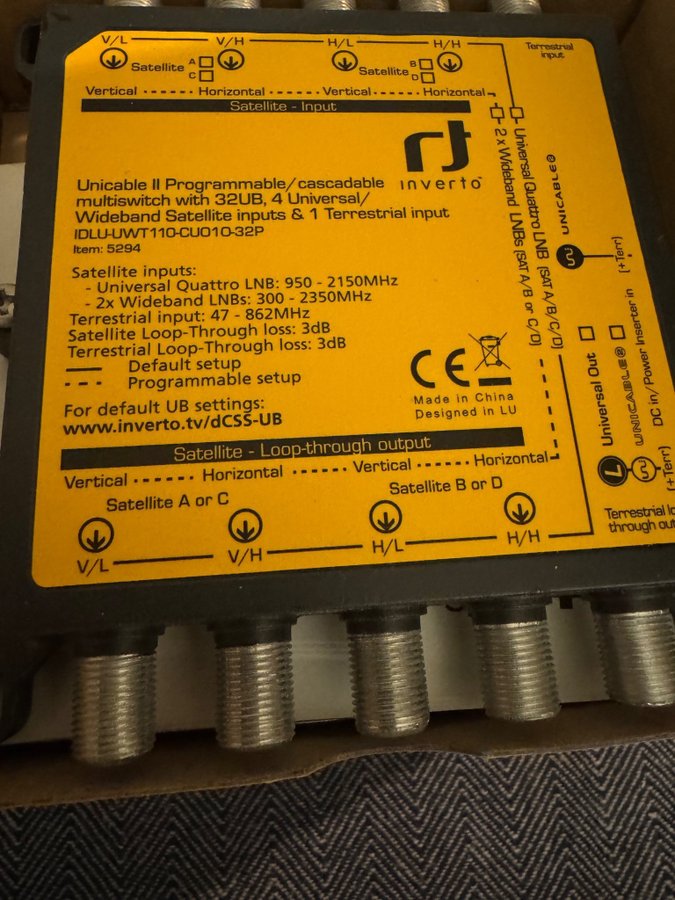 V/L V/H H/L H/H
Satellite A C
Satellite B D
Terrestrial input
Vertical Horizontal Vertical Horizontal
Satellite - Input
inverto
Unicable II Programmable/cascadable
multiswitch with 32UB, 4 Universal/
Wideband Satellite inputs & 1 Terrestrial input
IDLU-UWT110-CUO1O-32P
Item: 5294
Satellite inputs:
- Universal Quattro LNB: 950 - 2150MHz
- 2x Wideband LNBs: 300 - 2350MHz
Terrestrial input: 47 - 862MHz
Satellite Loop-Through loss: 3dB
Terrestrial Loop-Through loss: 3dB
Default setup
Programmable setup
For default UB settings:
www.inverto.tv/dCSS-UB
CE
Made in China
Designed in LU
Universal Quattro LNB (SAT A/B/C/D)
2 x Wideband LNBs (SAT A/B or C/D)
UNICABLE®
(+Terr)
Universal Out
UNICABLE®
DC in/Power Inserter in
L
(+Terr)
Satellite - Loop-through output
Vertical Horizontal Vertical Horizontal
Satellite A or C
Satellite B or D
V/L V/H H/L H/H
Terrestrial
through